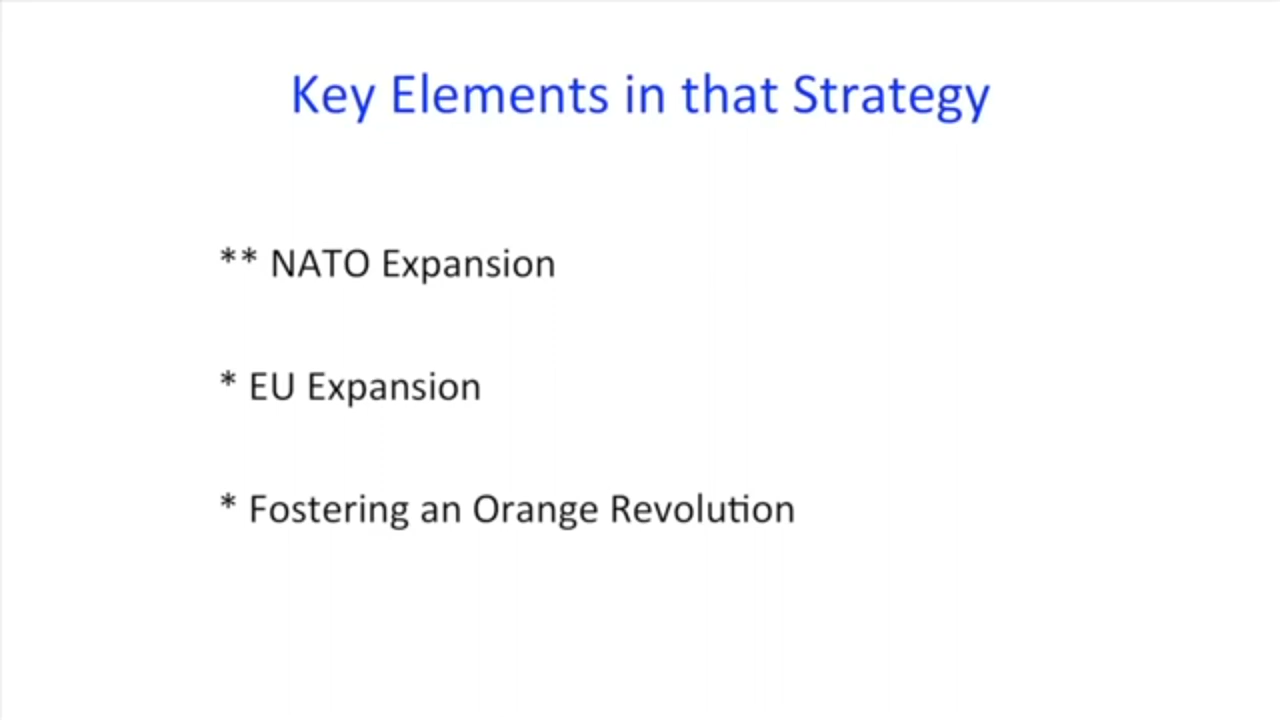 Key Elements in that Strategy
** NATO Expansion
* EU Expansion
* Fostering an Orange Revolution